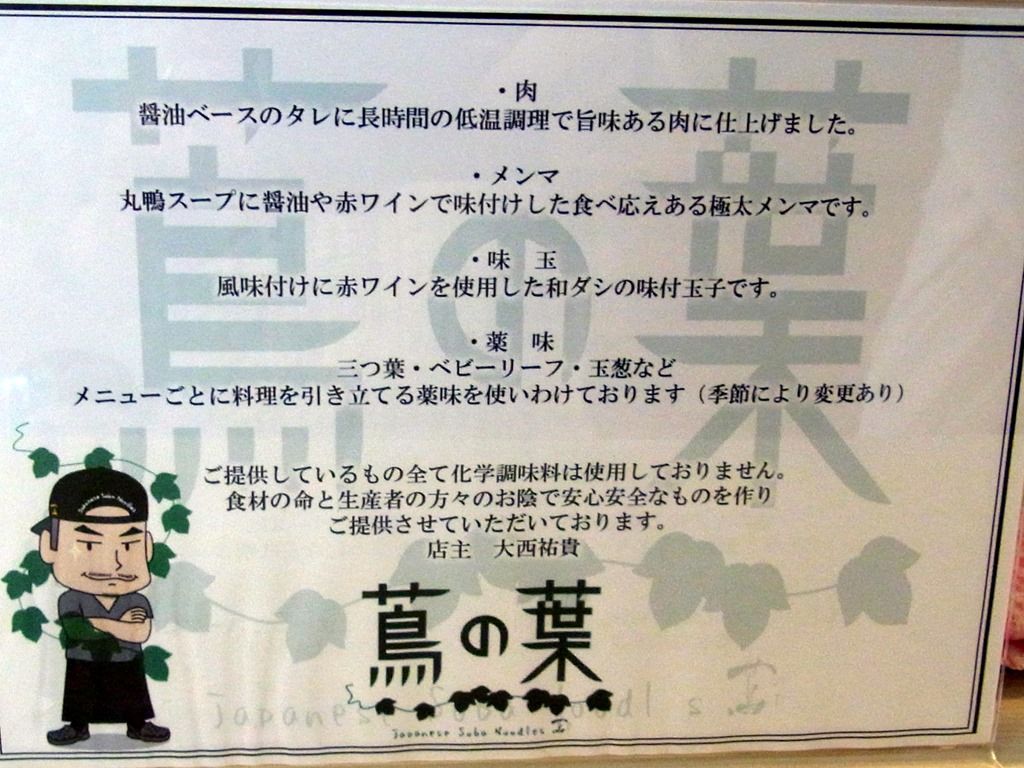 ・肉
醤油ベースのタレに長時間の低温調理で旨味ある肉に仕上げました。
・メンマ
丸鴨スープに醤油や赤ワインで味付けした食べ応えある極太メンマです。
・味　玉
風味付けに赤ワインを使用した和ダシの味付玉子です。
・薬　味
三つ葉・ベビーリーフ・玉葱など
メニューごとに料理を引き立てる薬味を使いわけております（季節により変更あり）
ご提供しているもの全て化学調味料は使用しておりません。
食材の命と生産者の方々のお陰で安心安全なものを作り
ご提供させていただいております。
店主　大西祐貴
蔦の葉
Japanese Soba Noodles